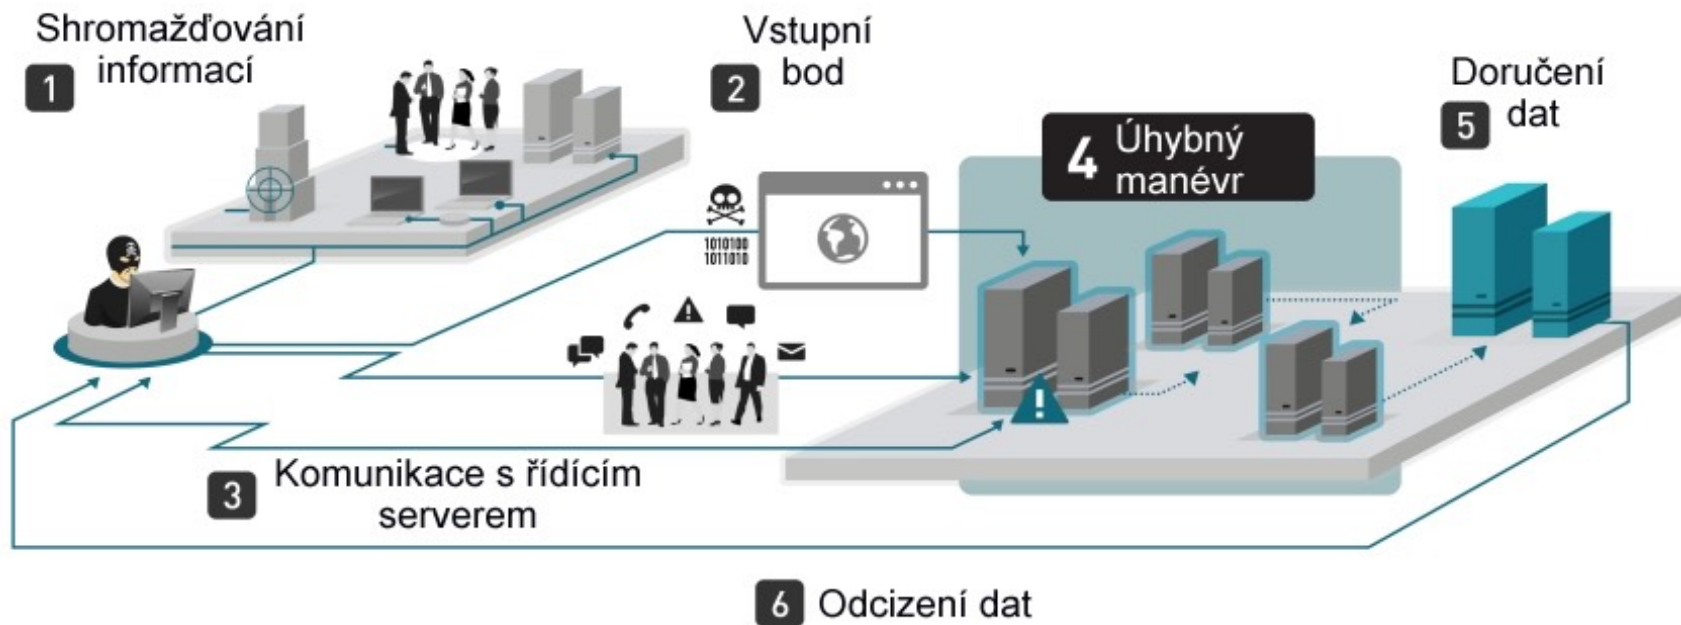 Shromažďování
1 informací
Vstupní
2 bod
1010100
1011010
4 Úhybný
manévr
Doručení
5 dat
3 Komunikace s řídícím
serverem
6 Odcizení dat